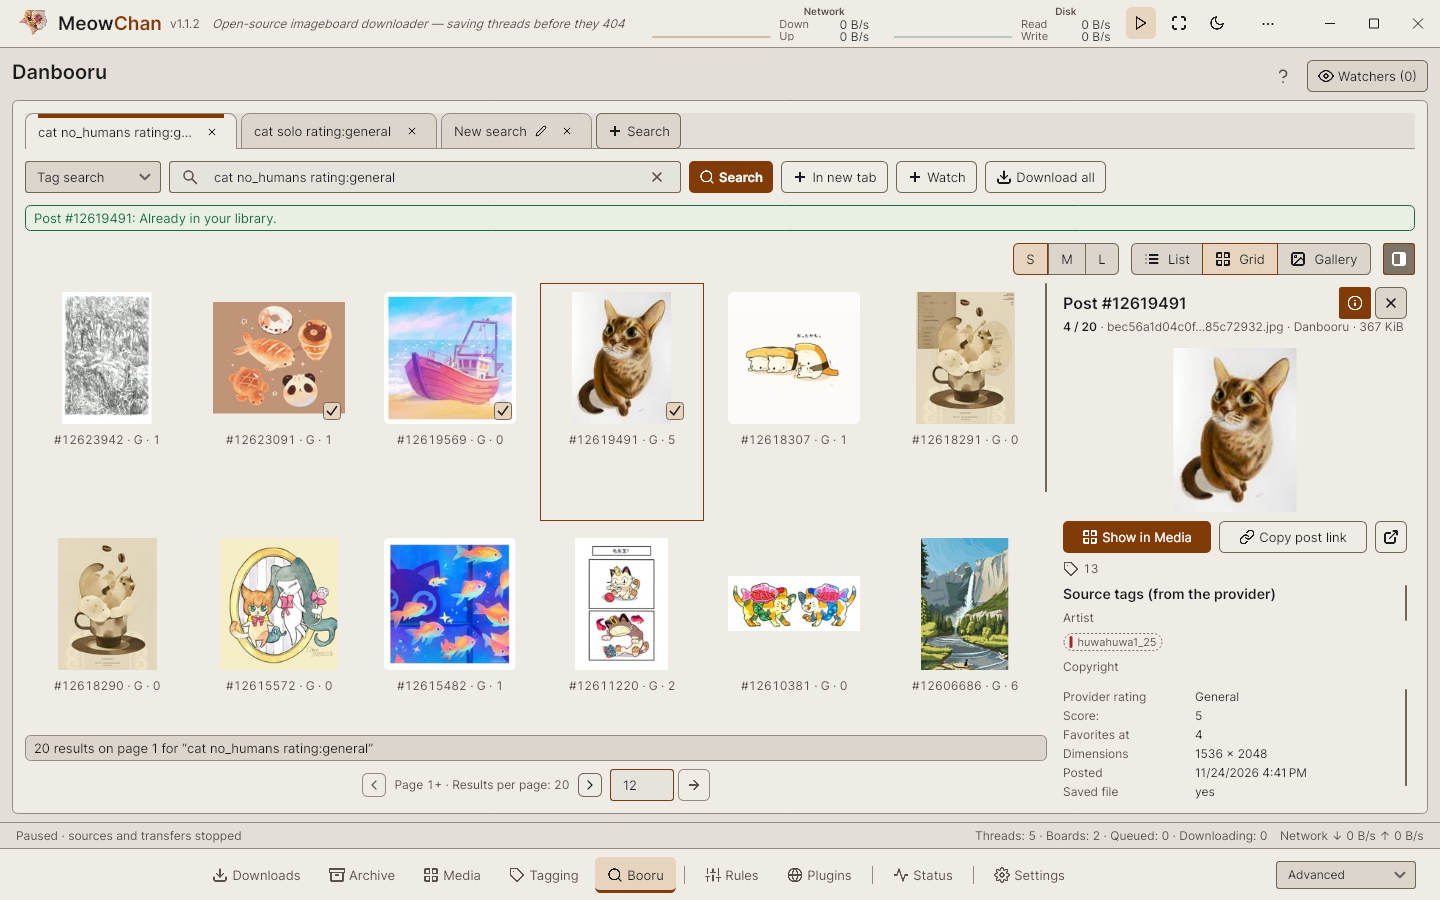 MeowChan v1.1.2 Open-source imageboard downloader — saving threads before they 404
Network
Down 0 B/s
Up 0 B/s
Disk
Read 0 B/s
Write 0 B/s
Danbooru
? Watchers (0)
cat no_humans rating:g...
cat solo rating:general
New search
Search
Tag search
cat no_humans rating:general
Search
In new tab
Watch
Download all
Post #12619491: Already in your library.
S M L List Grid Gallery
#12623942 · G · 1
#12623091 · G · 1
#12619569 · G · 0
#12619491 · G · 5
#12618307 · G · 1
#12618291 · G · 0
#12618290 · G · 0
#12615572 · G · 0
#12615482 · G · 1
#12611220 · G · 2
#12610381 · G · 0
#12606686 · G · 6
20 results on page 1 for “cat no_humans rating:general”
Page 1+ · Results per page: 20
12
Post #12619491
4 / 20 · bec56a1d04c0f...85c72932.jpg · Danbooru · 367 KiB
Show in Media
Copy post link
13
Source tags (from the provider)
Artist
huwahuwa1_25
Copyright
Provider rating General
Score: 5
Favorites at 4
Dimensions 1536 × 2048
Posted 11/24/2026 4:41 PM
Saved file yes
Paused · sources and transfers stopped
Threads: 5 · Boards: 2 · Queued: 0 · Downloading: 0 Network ↓ 0 B/s ↑ 0 B/s
Downloads
Archive
Media
Tagging
Booru
Rules
Plugins
Status
Settings
Advanced